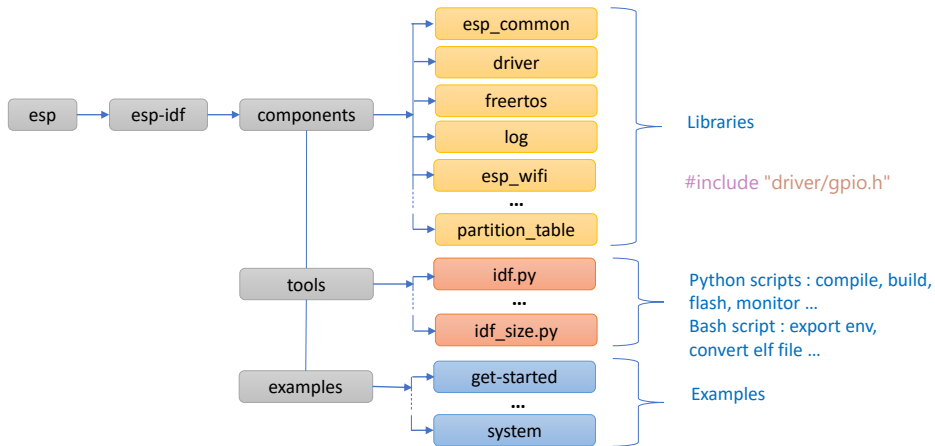 esp_common
driver
esp
esp-idf
components
freertos
log
esp_wifi
...
partition_table
Libraries
#include "driver/gpio.h"
tools
idf.py
...
idf_size.py
Python scripts : compile, build,
flash, monitor ...
Bash script : export env,
convert elf file ...
examples
get-started
...
system
Examples